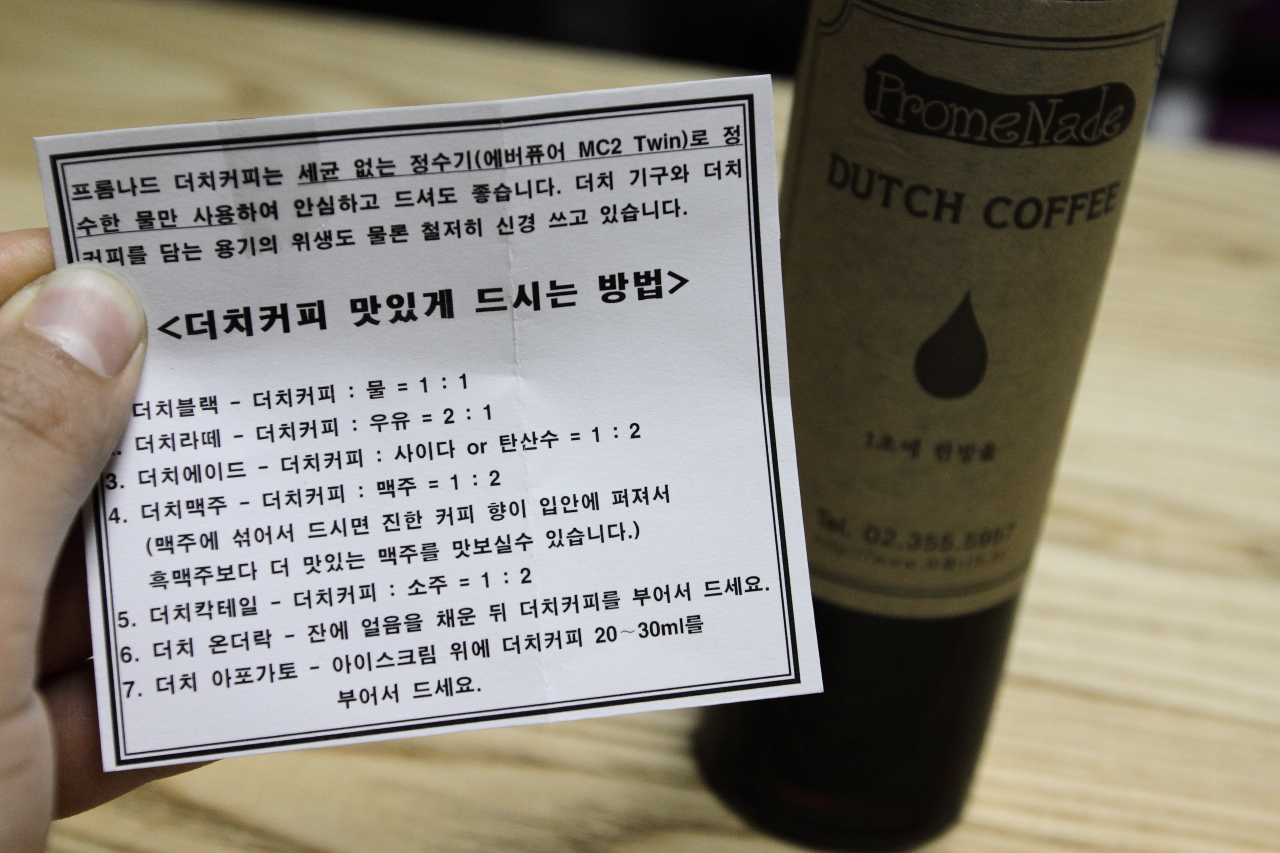 프롬나드 더치커피는 세균 없는 정수기(에버퓨어 MC2 Twin)로 정
수한 물만 사용하여 안심하고 드셔도 좋습니다. 더치 기구와 더치
커피를 담는 용기의 위생도 물론 철저히 신경 쓰고 있습니다.
<더치커피 맛있게 드시는 방법>
더치블랙 - 더치커피 : 물 = 1 : 1
더치라떼 - 더치커피 : 우유 = 2 : 1
3. 더치에이드 - 더치커피 : 사이다 or 탄산수 = 1 : 2
4. 더치맥주 - 더치커피 : 맥주 = 1 : 2
(맥주에 섞어서 드시면 진한 커피 향이 입안에 퍼져서
흑맥주보다 더 맛있는 맥주를 맛보실수 있습니다.)
5. 더치칵테일 - 더치커피 : 소주 = 1 : 2
6. 더치 온더락 - 잔에 얼음을 채운 뒤 더치커피를 부어서 드세요.
7. 더치 아포가토 - 아이스크림 위에 더치커피 20~30ml를
부어서 드세요.
PromeNade
DUTCH COFFEE
1초에 한방울
Tel. 02.355.5957